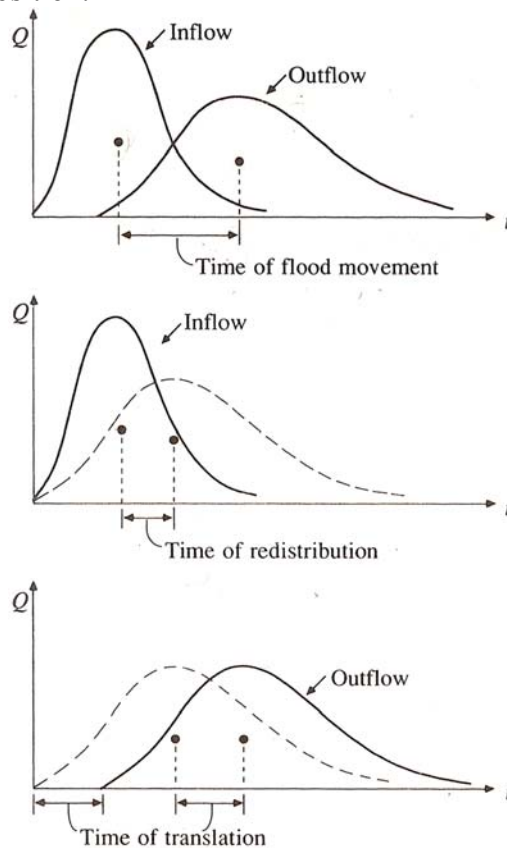 Q
Inflow
Outflow
Time of flood movement
Q
Inflow
Time of redistribution
Q
Outflow
Time of translation